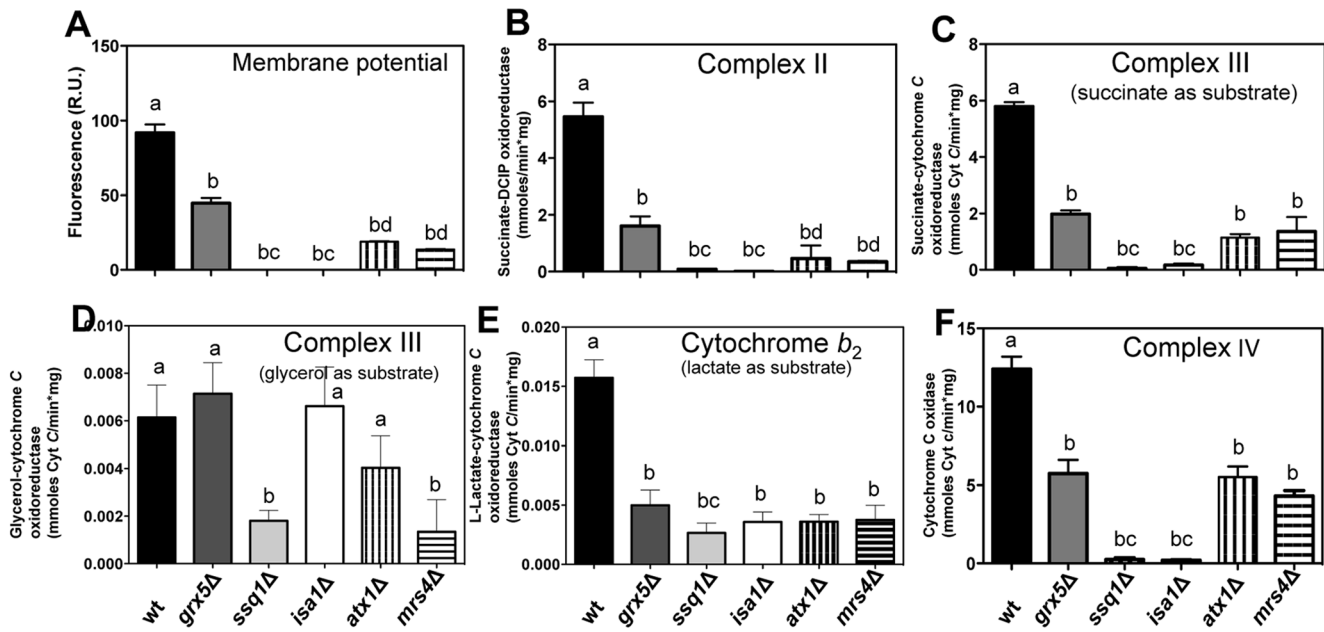 A
Membrane potential
Fluorescence (R.U.)
150
100
50
0
a
b
bc
bc
bd
bd
B
Complex II
Succinate-DCIP oxidoreductase
(mmoles/min*mg)
8
6
4
2
0
a
b
bc
bc
bd
bd
C
Complex III
(succinate as substrate)
Succinate-cytochrome C
oxidoreductase
(mmoles Cyt C/min*mg)
8
6
4
2
0
a
b
bc
bc
b
b
D
Complex III
(glycerol as substrate)
Glycerol-cytochrome C
oxidoreductase
(mmoles Cyt C/min*mg)
0.010
0.008
0.006
0.004
0.002
0.000
a
a
b
a
a
b
wt
grx5Δ
ssq1Δ
isa1Δ
atx1Δ
mrs4Δ
E
Cytochrome b2
(lactate as substrate)
L-Lactate-cytochrome C
oxidoreductase
(mmoles Cyt C/min*mg)
0.020
0.015
0.010
0.005
0.000
a
b
bc
b
b
b
wt
grx5Δ
ssq1Δ
isa1Δ
atx1Δ
mrs4Δ
F
Complex IV
Cytochrome C oxidase
(mmoles Cyt c/min*mg)
15
10
5
0
a
b
bc
bc
b
b
wt
grx5Δ
ssq1Δ
isa1Δ
atx1Δ
mrs4Δ